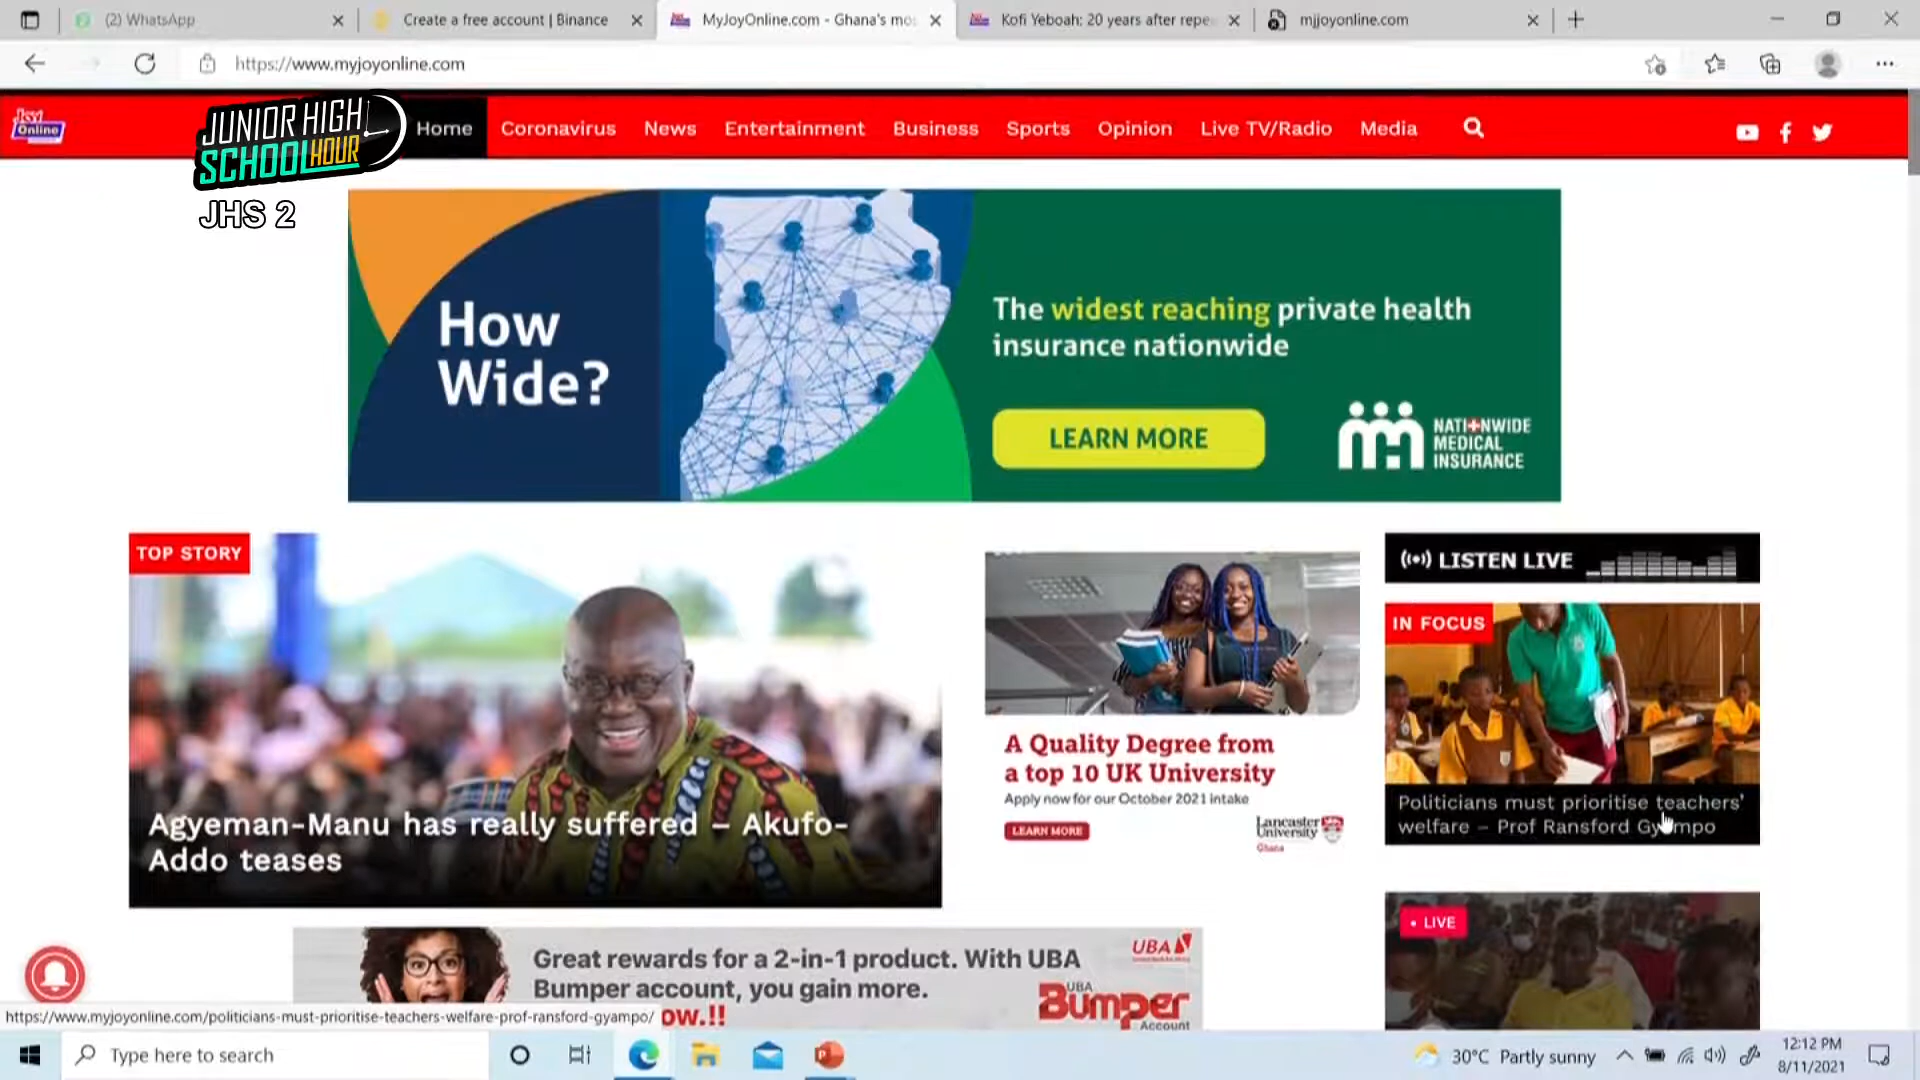 (2) WhatsApp
Create a free account | Binance
MyJoyOnline.com - Ghana's mo
Kofi Yeboah: 20 years after repe
mjjoyonline.com
https://www.myjoyonline.com
Joy
Online
JUNIOR HIGH
SCHOOL HOUR
JHS 2
Home
Coronavirus
News
Entertainment
Business
Sports
Opinion
Live TV/Radio
Media
How
Wide?
The widest reaching private health
insurance nationwide
LEARN MORE
NATIONWIDE
MEDICAL
INSURANCE
TOP STORY
Agyeman-Manu has really suffered – Akufo-
Addo teases
A Quality Degree from
a top 10 UK University
Apply now for our October 2021 Intake
LEARN MORE
Lancaster
University
Ghana
LISTEN LIVE
IN FOCUS
Politicians must prioritise teachers'
welfare – Prof Ransford Gyampo
• LIVE
Great rewards for a 2-in-1 product. With UBA
Bumper account, you gain more.
ow.!!
UBA
UBA
Bumper
Account
https://www.myjoyonline.com/politicians-must-prioritise-teachers-welfare-prof-ransford-gyampo/
Type here to search
30°C Partly sunny
12:12 PM
8/11/2021